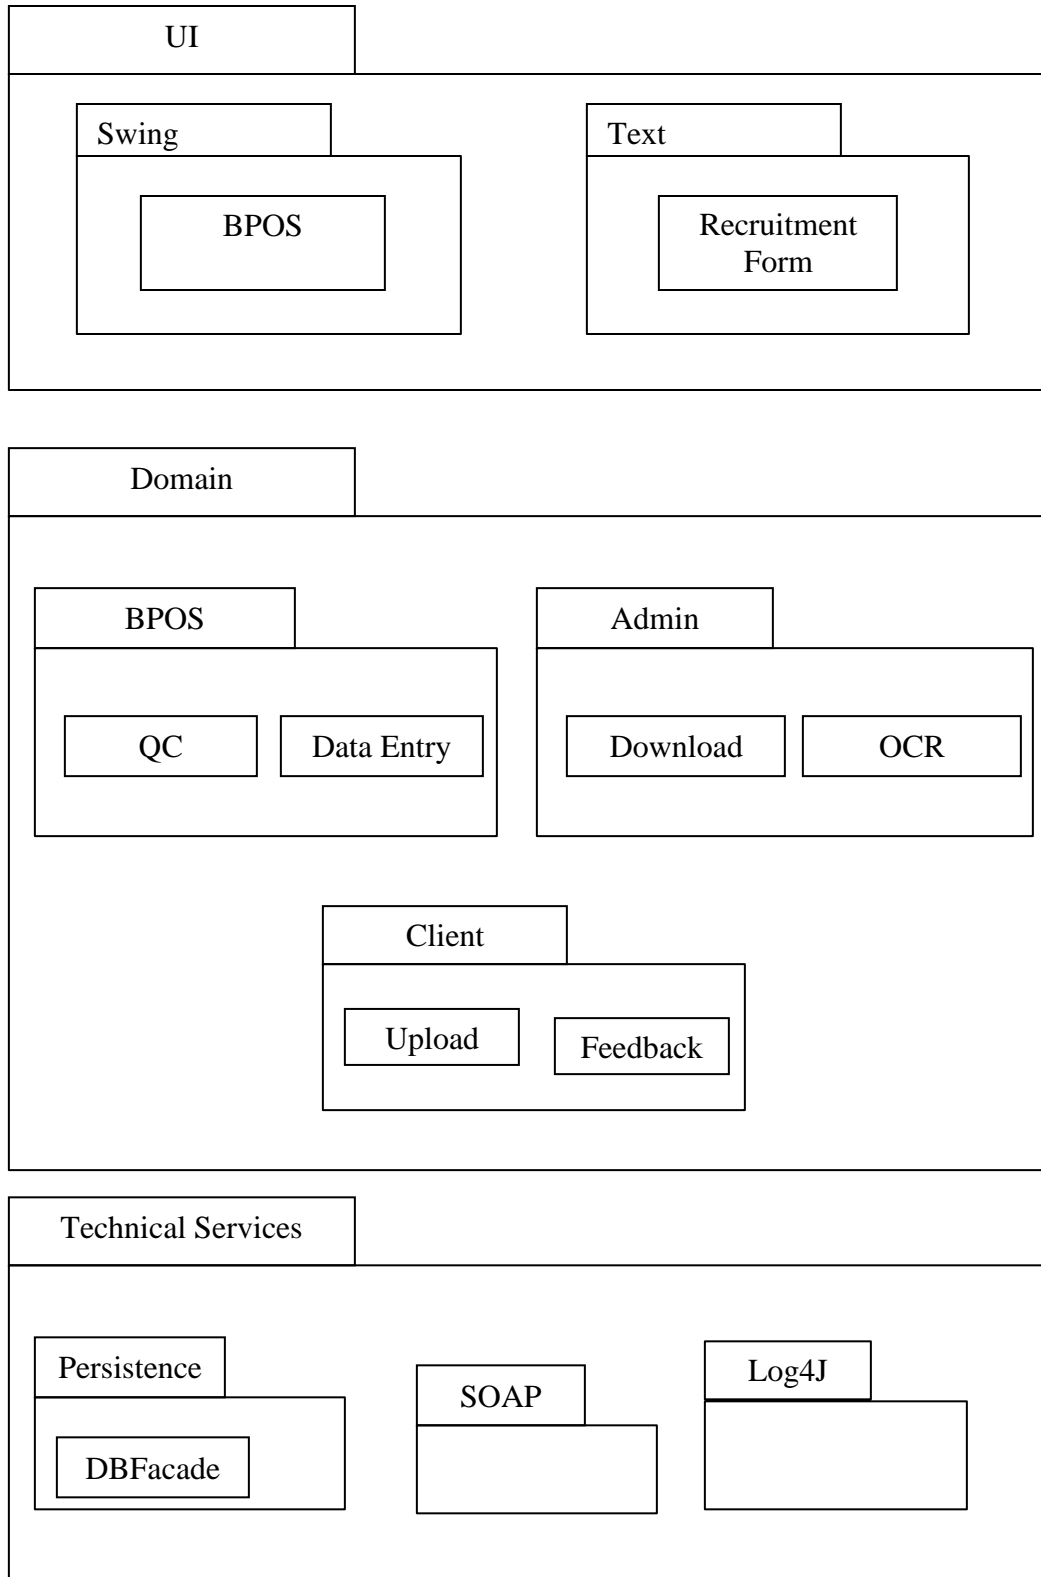 UI
Swing
Text
BPOS
Recruitment
Form
Domain
BPOS
Admin
QC
Data Entry
Download
OCR
Client
Upload
Feedback
Technical Services
Persistence
SOAP
Log4J
DBFacade